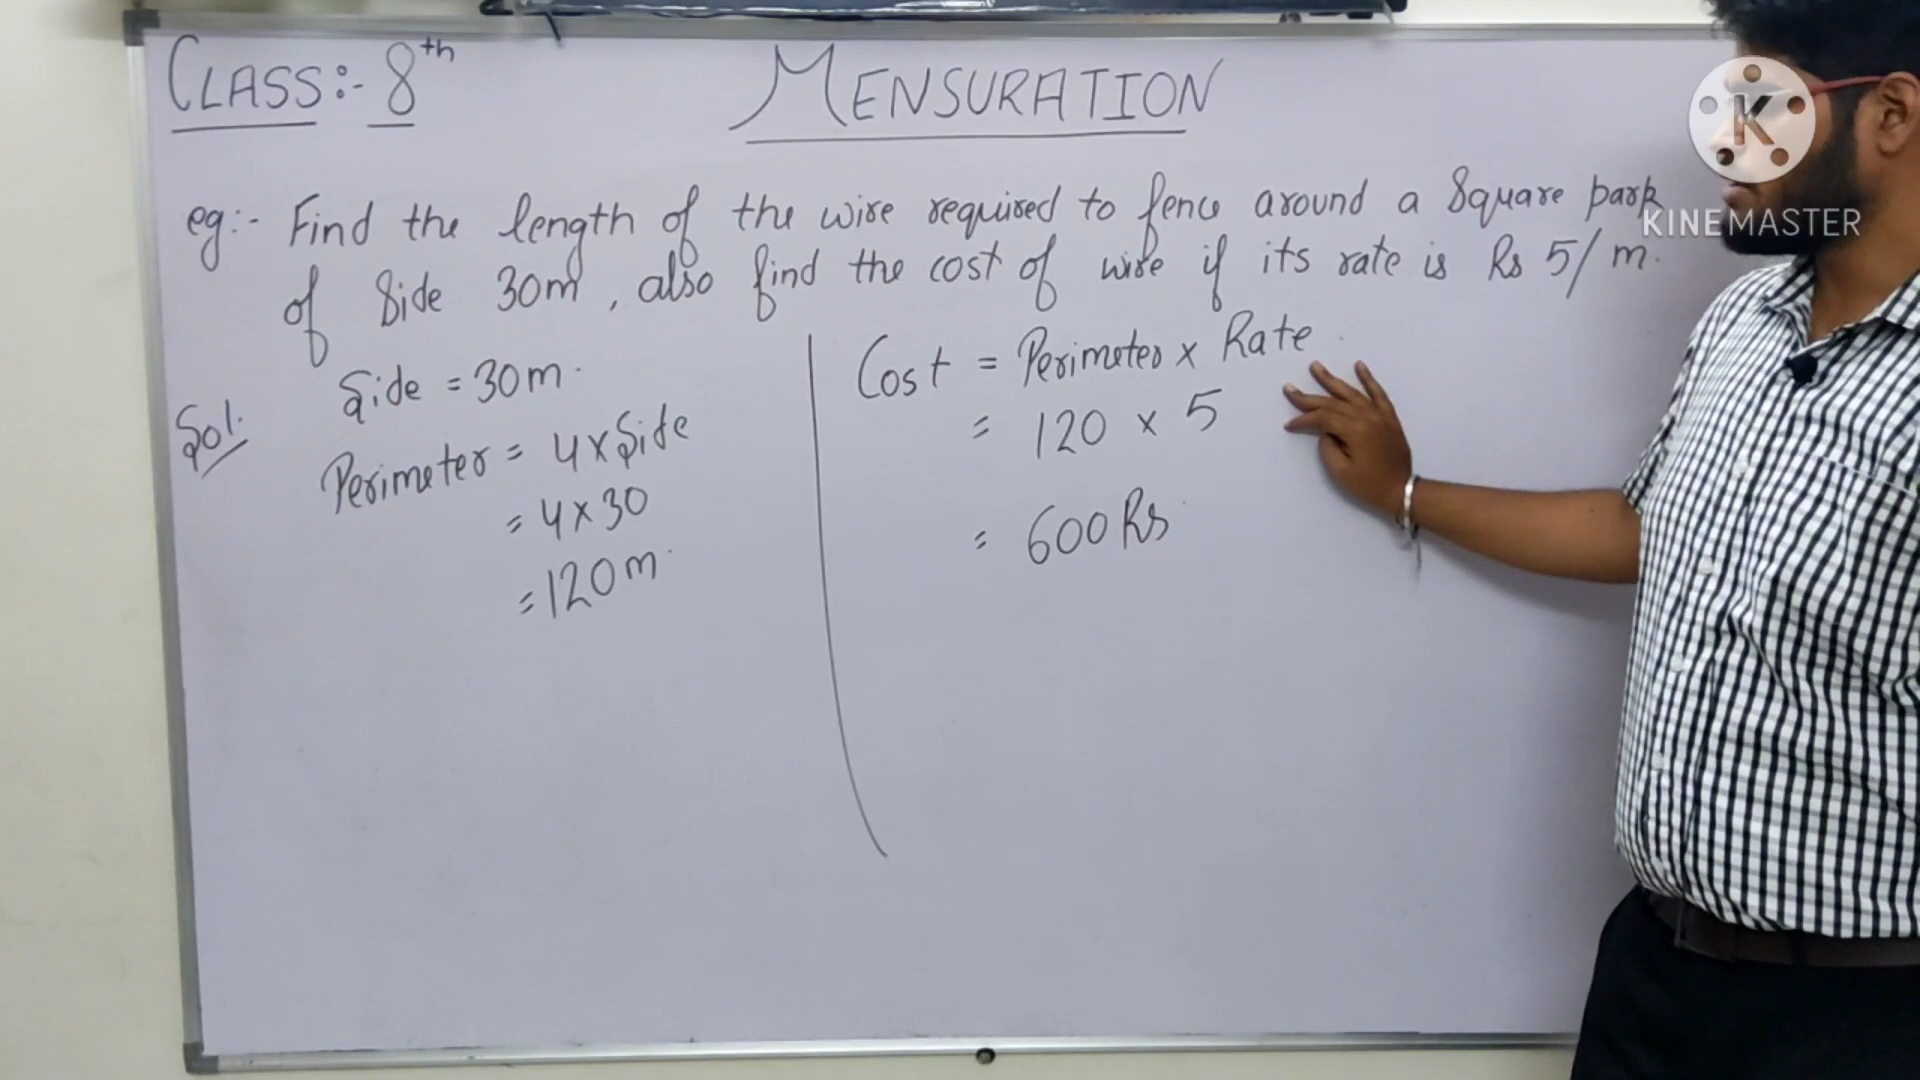 CLASS:- 8th
MENSURATION
eg:- Find the length of the wire required to fence around a Square park
of Side 30m, also find the cost of wire if its rate is Rs 5/m.
Sol.
Side = 30m.
Perimeter = 4 x Side
= 4 x 30
= 120m.
Cost = Perimeter x Rate
= 120 x 5
= 600 Rs
K
KINEMASTER